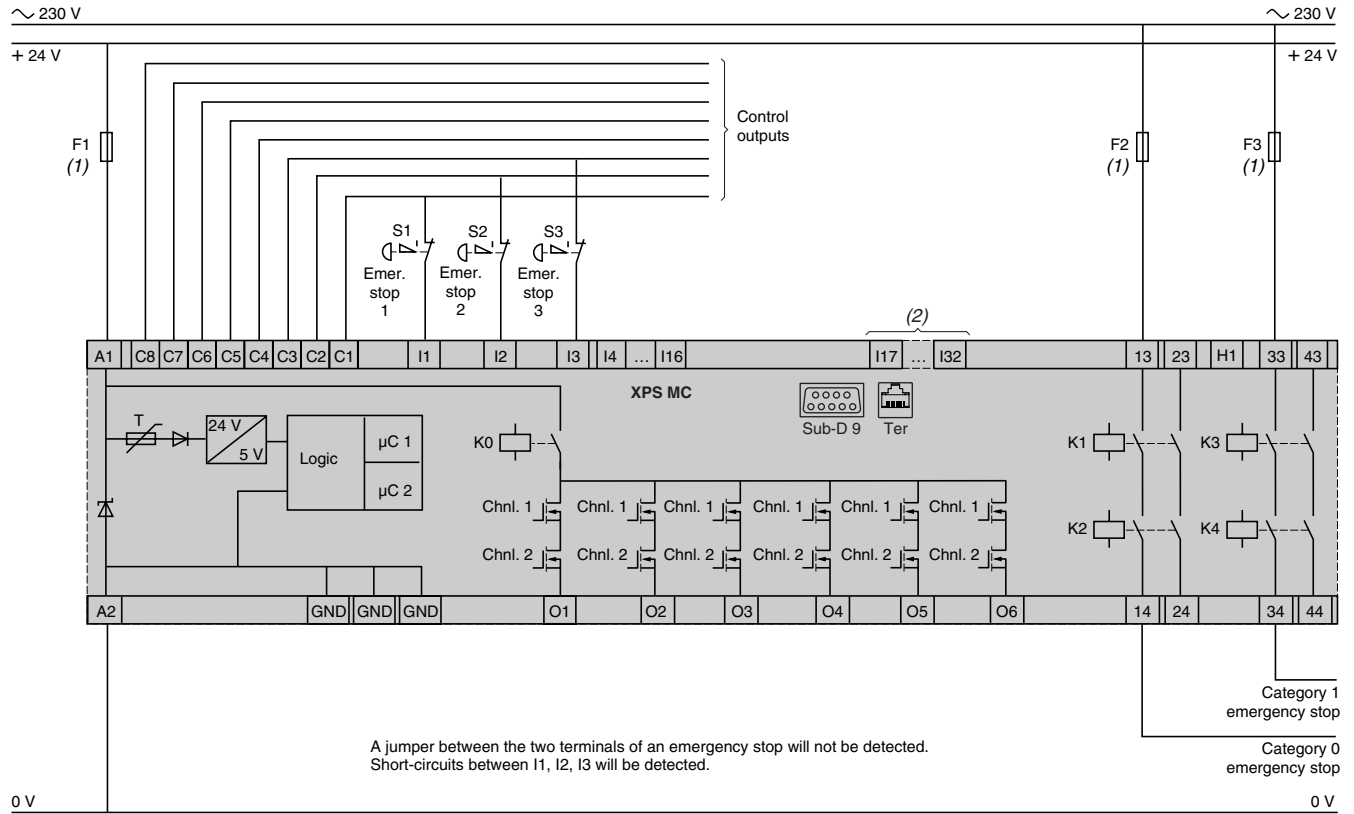 ~ 230 V ~ 230 V
+ 24 V + 24 V
Control
outputs
F1
(1)
F2
(1)
F3
(1)
S1
Emer.
stop
1
S2
Emer.
stop
2
S3
Emer.
stop
3
(2)
A1 C8 C7 C6 C5 C4 C3 C2 C1 I1 I2 I3 I4 ... I16 I17 ... I32 13 23 H1 33 43
XPS MC
Sub-D 9 Ter
T
24 V
5 V
Logic
µC 1
µC 2
K0 K1 K3
Chnl. 1 Chnl. 1 Chnl. 1 Chnl. 1 Chnl. 1 Chnl. 1
K2 K4
Chnl. 2 Chnl. 2 Chnl. 2 Chnl. 2 Chnl. 2 Chnl. 2
A2 GND GND GND O1 O2 O3 O4 O5 O6 14 24 34 44
Category 1
emergency stop
Category 0
emergency stop
A jumper between the two terminals of an emergency stop will not be detected.
Short-circuits between I1, I2, I3 will be detected.
0 V 0 V